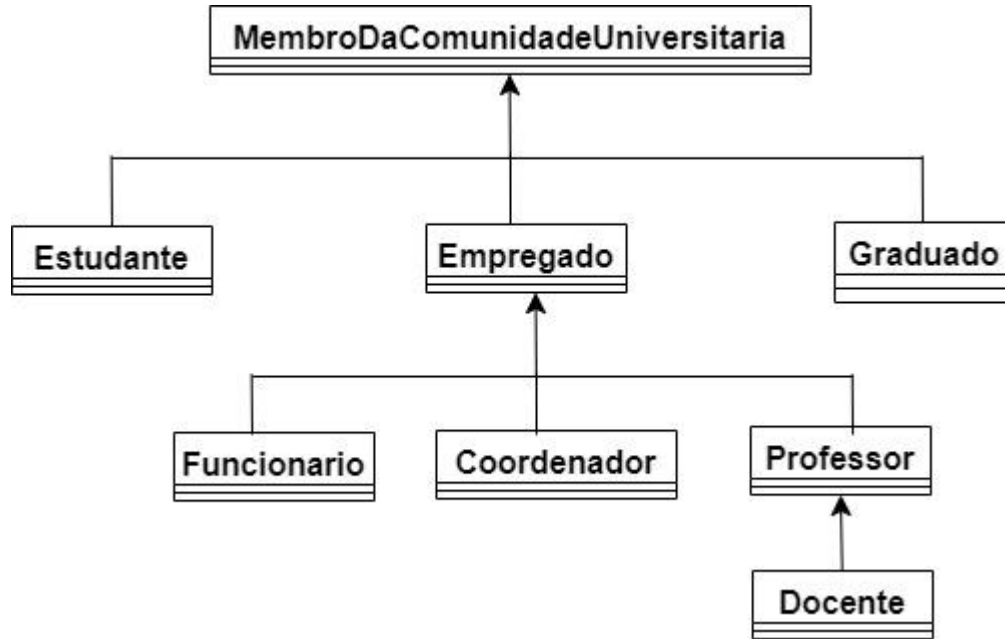 MembroDaComunidadeUniversitaria
Estudante
Empregado
Graduado
Funcionario
Coordenador
Professor
Docente